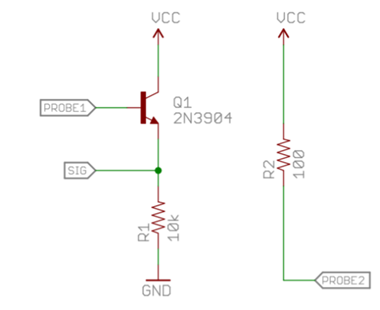 VCC
VCC
PROBE1
Q1
2N3904
SIG
R1
10k
R2
100
GND
PROBE2